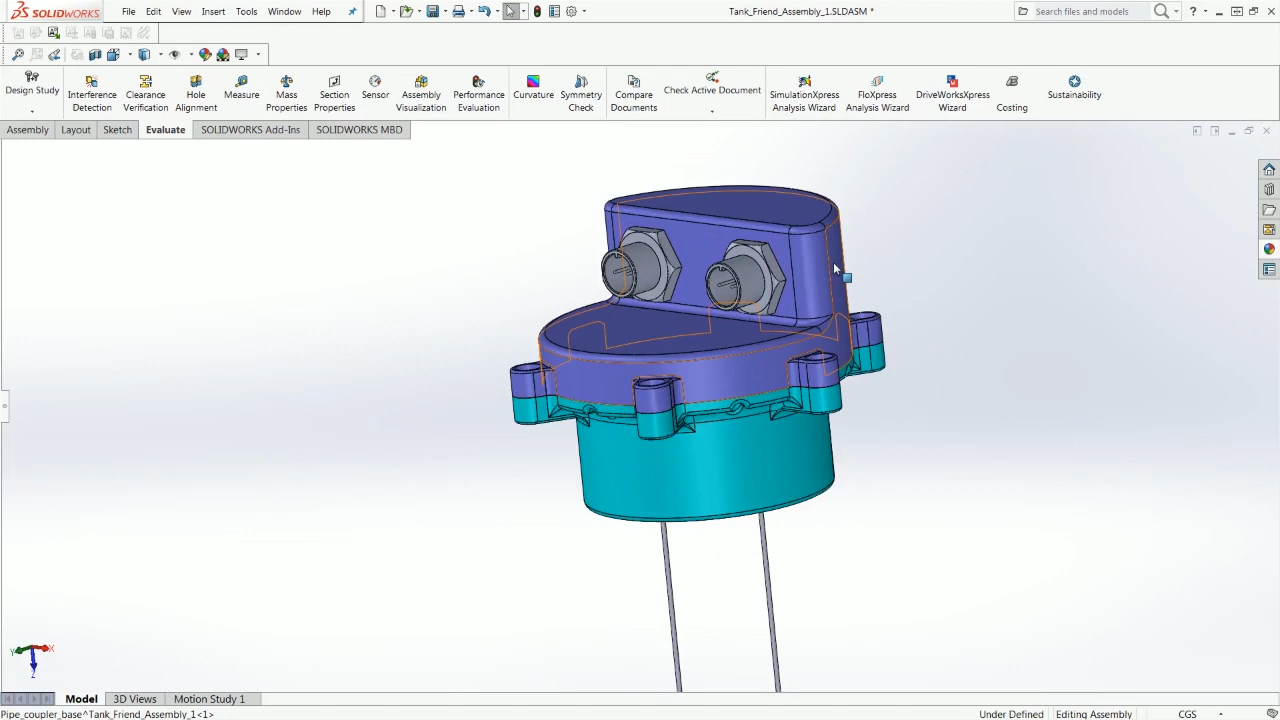 SOLIDWORKS File Edit View Insert Tools Window Help Tank_Friend_Assembly_1.SLDASM * Search files and models ?
Design Study Interference Detection Clearance Verification Hole Alignment Measure Mass Properties Section Properties Sensor Assembly Visualization Performance Evaluation Curvature Symmetry Check Compare Documents Check Active Document SimulationXpress Analysis Wizard FloXpress Analysis Wizard DriveWorksXpress Wizard Costing Sustainability
Assembly Layout Sketch Evaluate SOLIDWORKS Add-Ins SOLIDWORKS MBD
Y X
Z
Model 3D Views Motion Study 1
Pipe_coupler_base^Tank_Friend_Assembly_1<1> Under Defined Editing Assembly CGS